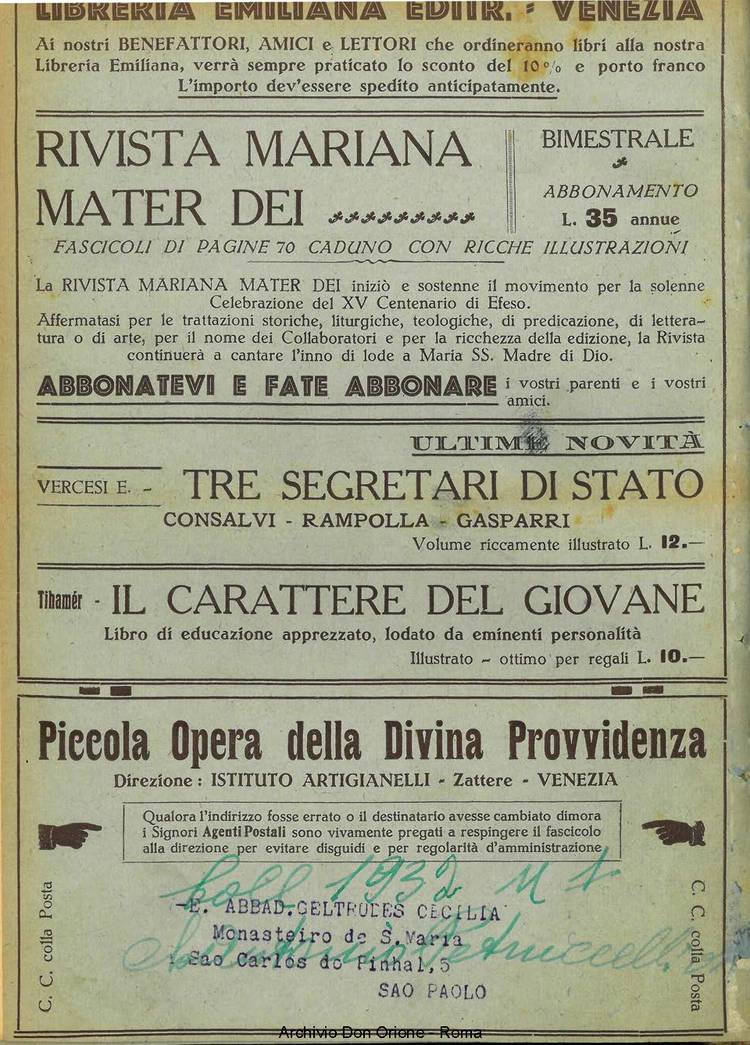 LIBRERIA EMILIANA EDITR. - VENEZIA
Ai nostri BENEFATTORI, AMICI e LETTORI che ordineranno libri alla nostra
Libreria Emiliana, verrà sempre praticato lo sconto del 10% e porto franco
L'importo dev'essere spedito anticipatamente.
RIVISTA MARIANA
MATER DEI
BIMESTRALE
ABBONAMENTO
L. 35 annue
FASCICOLI DI PAGINE 70 CADUNO CON RICCHE ILLUSTRAZIONI
La RIVISTA MARIANA MATER DEI iniziò e sostenne il movimento per la solenne
Celebrazione del XV Centenario di Efeso.
Affermatasi per le trattazioni storiche, liturgiche, teologiche, di predicazione, di lettera-
tura o di arte, per il nome dei Collaboratori e per la ricchezza della edizione, la Rivista
continuerà a cantare l'inno di lode a Maria SS. Madre di Dio.
ABBONATEVI E FATE ABBONARE i vostri parenti e i vostri
amici.
ULTIME NOVITÀ
VERCESI E. - TRE SEGRETARI DI STATO
CONSALVI - RAMPOLLA - GASPARRI
Volume riccamente illustrato L. 12.—
Tihamér - IL CARATTERE DEL GIOVANE
Libro di educazione apprezzato, lodato da eminenti personalità
Illustrato - ottimo per regali L. 10.—
Piccola Opera della Divina Provvidenza
Direzione : ISTITUTO ARTIGIANELLI - Zattere - VENEZIA
Qualora l'indirizzo fosse errato o il destinatario avesse cambiato dimora
i Signori Agenti Postali sono vivamente pregati a respingere il fascicolo
alla direzione per evitare disguidi e per regolarità d'amministrazione
C. C. colla Posta
C. C. colla Posta
1932
E. ABBAD. GELTRUDES CECILIA
Monasteiro de S. Maria
Sao Carlos do Pinhal, 5
SAO PAOLO
Archivio Don Orione - Roma